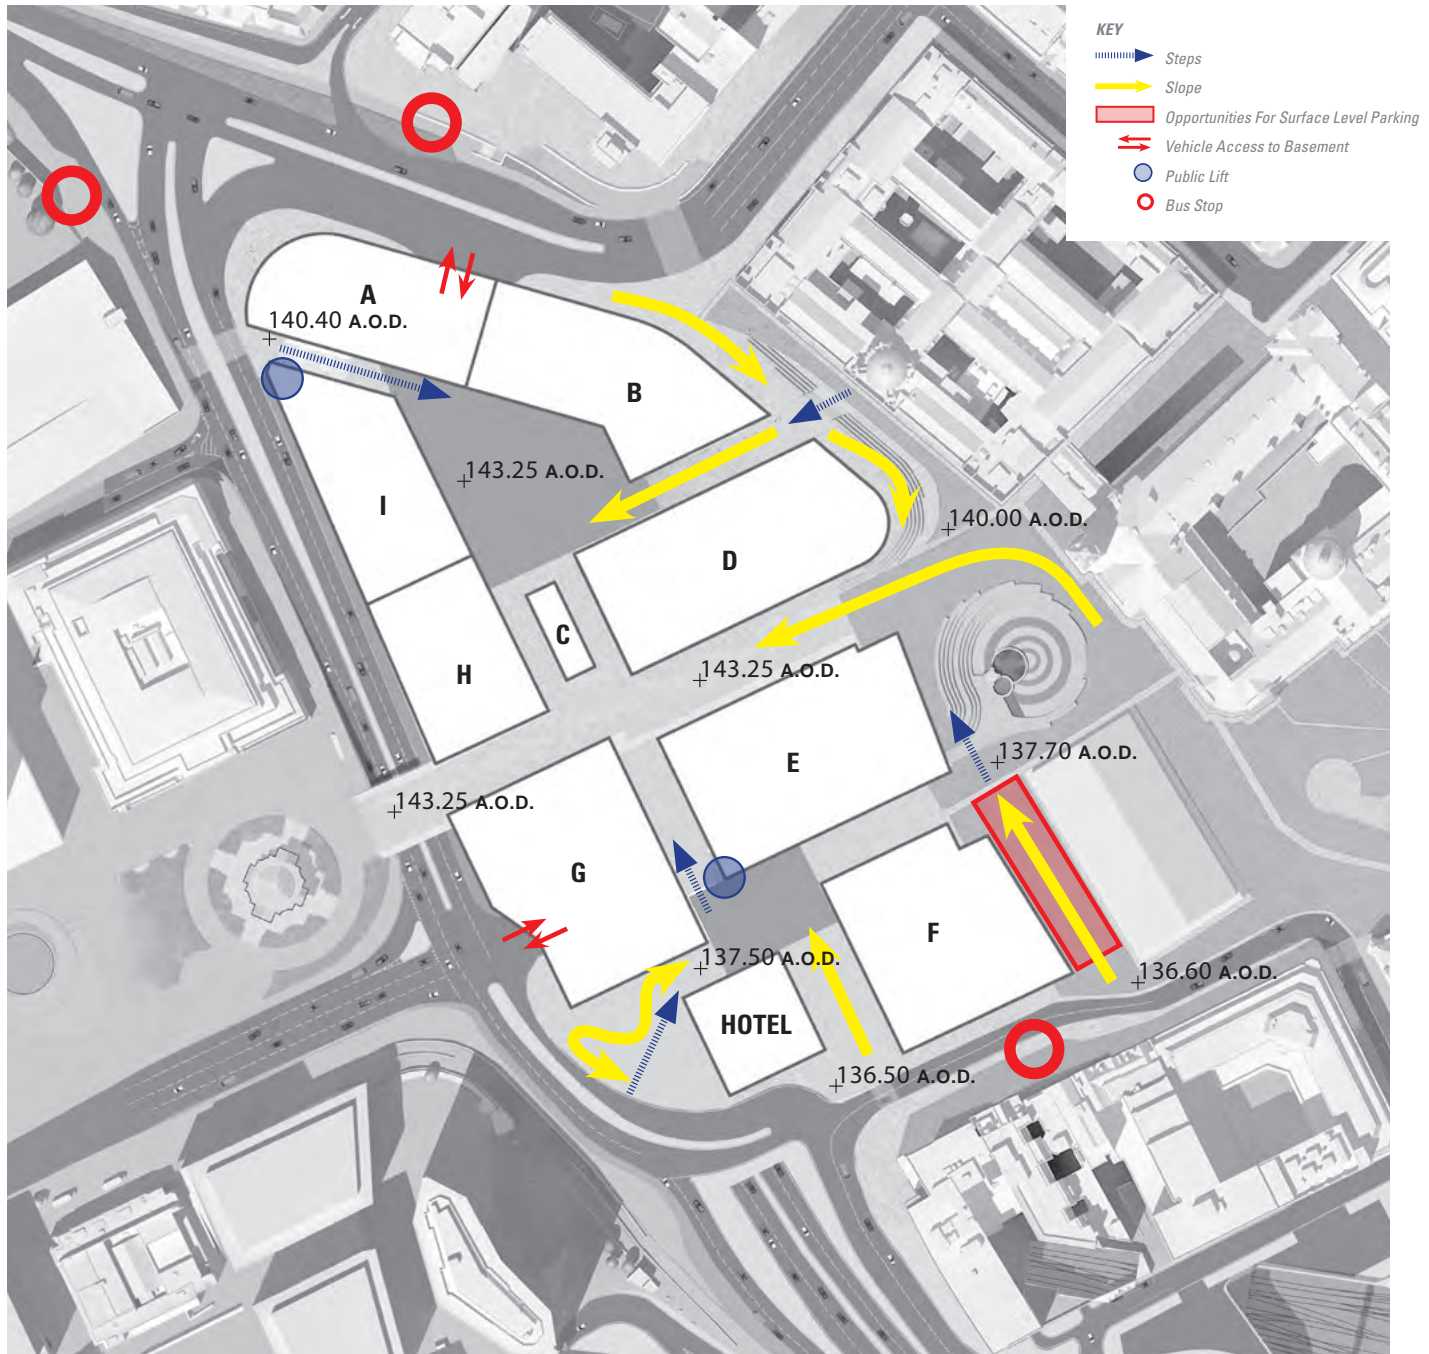 KEY
Steps
Slope
Opportunities For Surface Level Parking
Vehicle Access to Basement
Public Lift
Bus Stop
A
140.40 A.O.D.
B
143.25 A.O.D.
I
140.00 A.O.D.
D
C
H
143.25 A.O.D.
137.70 A.O.D.
E
143.25 A.O.D.
G
F
137.50 A.O.D.
136.60 A.O.D.
HOTEL
136.50 A.O.D.